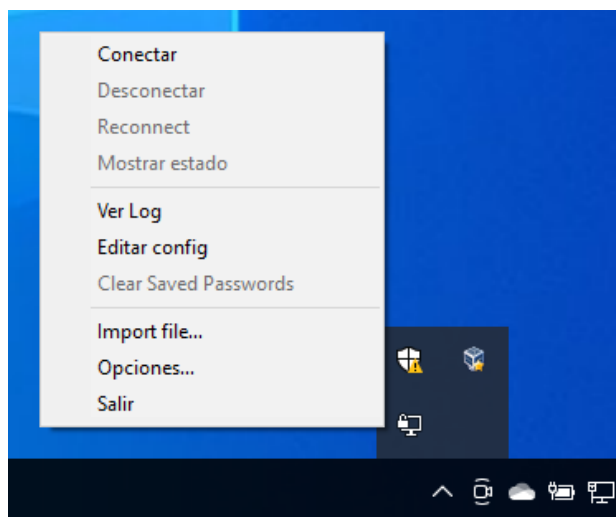 Conectar
Desconectar
Reconnect
Mostrar estado
Ver Log
Editar config
Clear Saved Passwords
Import file...
Opciones...
Salir